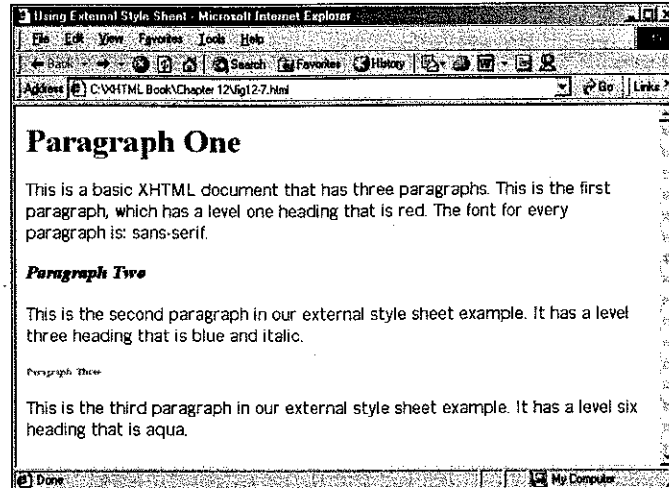 Using External Style Sheet - Microsoft Internet Explorer
File Edit View Favorites Tools Help
Back Search Favorites History
Address C:\XHTML Book\Chapter 12\fig12-7.html Go Links
Paragraph One
This is a basic XHTML document that has three paragraphs. This is the first
paragraph, which has a level one heading that is red. The font for every
paragraph is: sans-serif.
Paragraph Two
This is the second paragraph in our external style sheet example. It has a level
three heading that is blue and italic.
Paragraph Three
This is the third paragraph in our external style sheet example. It has a level six
heading that is aqua.
Done My Computer